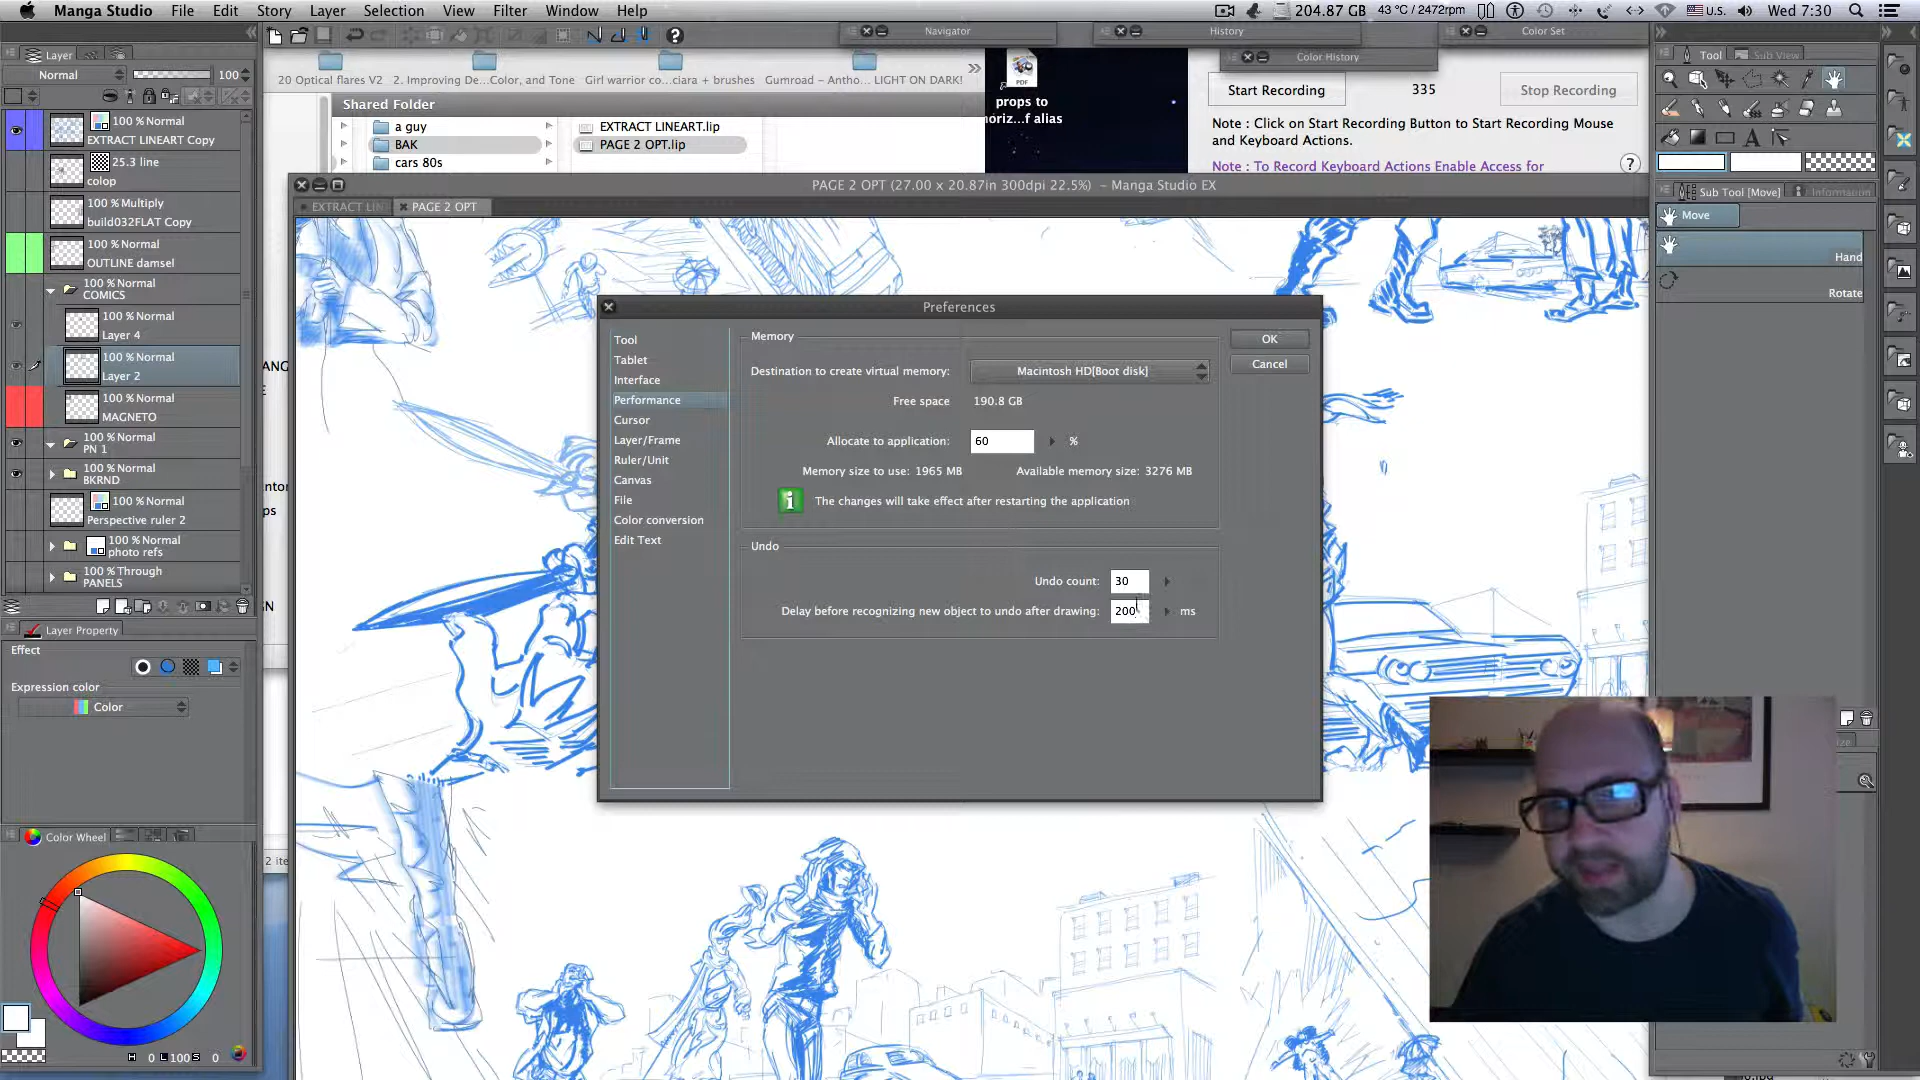 Manga Studio File Edit Story Layer Selection View Filter Window Help 204.87 GB 43 °C/2472rpm U.S. Wed 7:30
Layer
Navigator
History
Color Set
Color History
Tool
Sub View
Normal 100
100 % Normal
EXTRACT LINEART Copy
25.3 line
colop
100 % Multiply
build032FLAT Copy
100 % Normal
OUTLINE damsel
100 % Normal
COMICS
100 % Normal
Layer 4
100 % Normal
Layer 2
100 % Normal
MAGNETO
100 % Normal
PN 1
100 % Normal
BKRND
100 % Normal
Perspective ruler 2
100 % Normal
photo refs
100 % Through
PANELS
Layer Property
Effect
Expression color
Color
Color Wheel
H 0 L 100 S 0
20 Optical flares V2
2. Improving De...Color, and Tone
Girl warrior co...ciara + brushes
Gumroad – Antho... LIGHT ON DARK!
Shared Folder
a guy
BAK
cars 80s
EXTRACT LINEART.lip
PAGE 2 OPT.lip
PDF
props to
horiz...f alias
Start Recording
335
Stop Recording
Note : Click on Start Recording Button to Start Recording Mouse
and Keyboard Actions.
Note : To Record Keyboard Actions Enable Access for
?
PAGE 2 OPT (27.00 x 20.87in 300dpi 22.5%) – Manga Studio EX
EXTRACT LIN
PAGE 2 OPT
Preferences
Tool
Tablet
Interface
Performance
Cursor
Layer/Frame
Ruler/Unit
Canvas
File
Color conversion
Edit Text
Memory
Destination to create virtual memory: Macintosh HD[Boot disk]
Free space 190.8 GB
Allocate to application: 60 %
Memory size to use: 1965 MB Available memory size: 3276 MB
The changes will take effect after restarting the application
Undo
Undo count: 30
Delay before recognizing new object to undo after drawing: 200 ms
OK
Cancel
Sub Tool [Move]
Information
Move
Hand
Rotate
2 ite